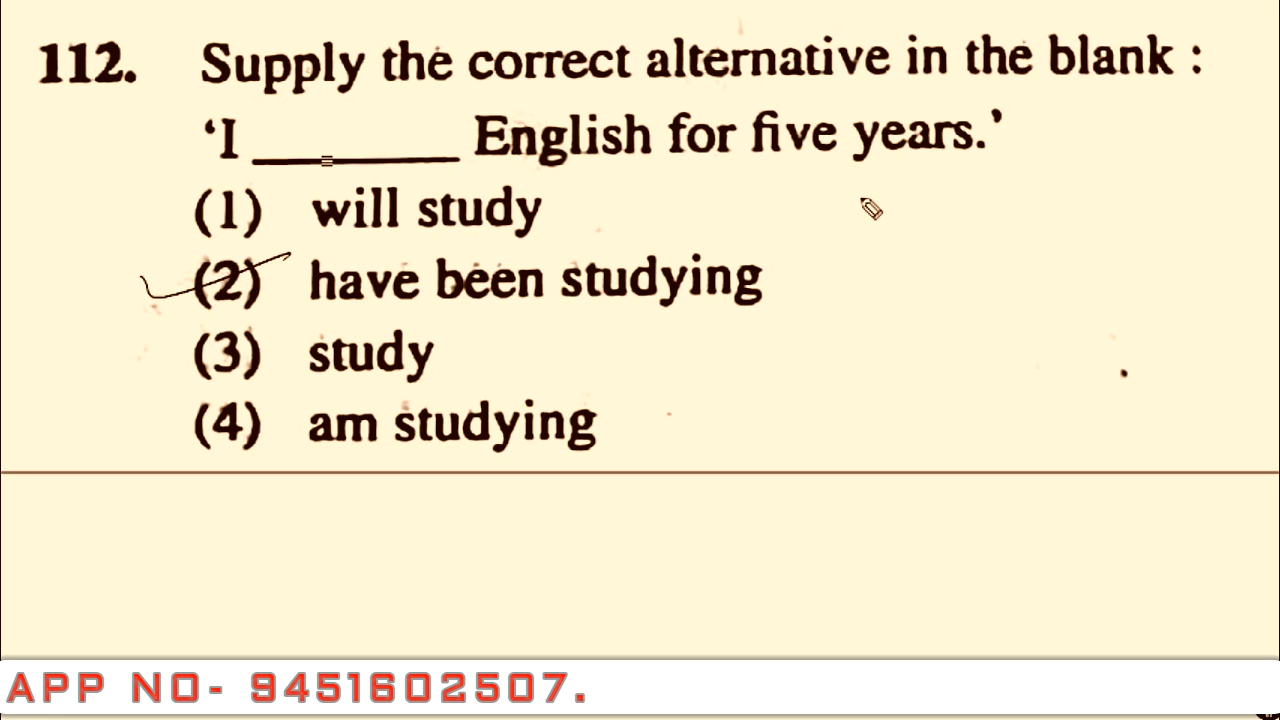 112. Supply the correct alternative in the blank :
‘I ________ English for five years.’
(1) will study
(2) have been studying
(3) study
(4) am studying
APP NO- 9451602507.